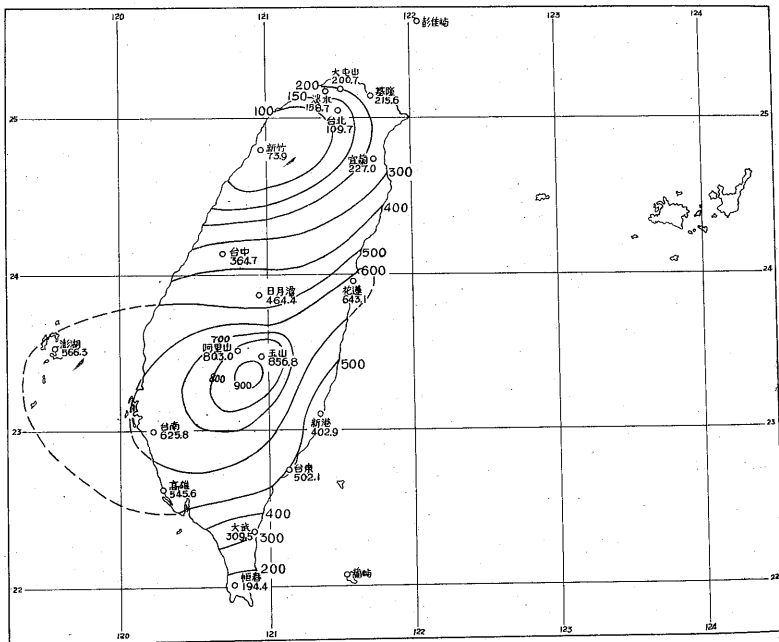 120
121
122
123
124
彭佳嶼
大屯山
200.7
200
基隆
215.6
150
淡水
158.7
100
台北
109.7
25
25
新竹
73.9
宜蘭
227.0
300
400
台中
364.7
500
600
24
24
日月潭
464.4
花蓮
643.1
澎湖
566.3
700
阿里山
803.0
玉山
856.8
800
900
500
新港
402.9
台南
625.8
23
23
台東
502.1
高雄
545.6
400
大武
309.5
300
200
恒春
194.4
蘭嶼
22
22
120
121
122
123
124